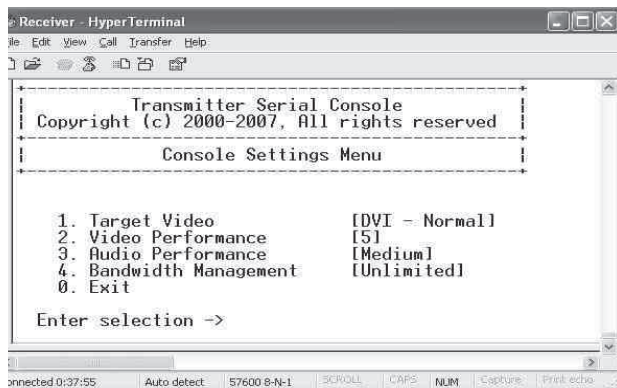 Receiver - HyperTerminal
File Edit View Call Transfer Help
Transmitter Serial Console
Copyright (c) 2000-2007, All rights reserved
Console Settings Menu
1. Target Video [DVI - Normal]
2. Video Performance [5]
3. Audio Performance [Medium]
4. Bandwidth Management [Unlimited]
0. Exit
Enter selection ->
onnected 0:37:55 Auto detect 57600 8-N-1 SCROLL CAPS NUM Capture Print echo